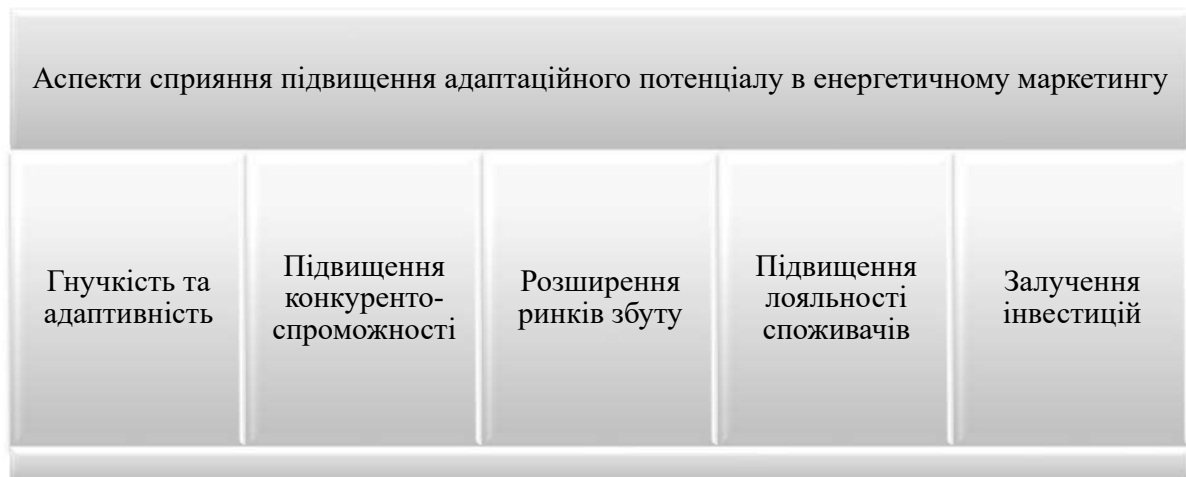 Аспекти сприяння підвищення адаптаційного потенціалу в енергетичному маркетингу
Гнучкість та
адаптивність
Підвищення
конкуренто-
спроможності
Розширення
ринків збуту
Підвищення
лояльності
споживачів
Залучення
інвестицій